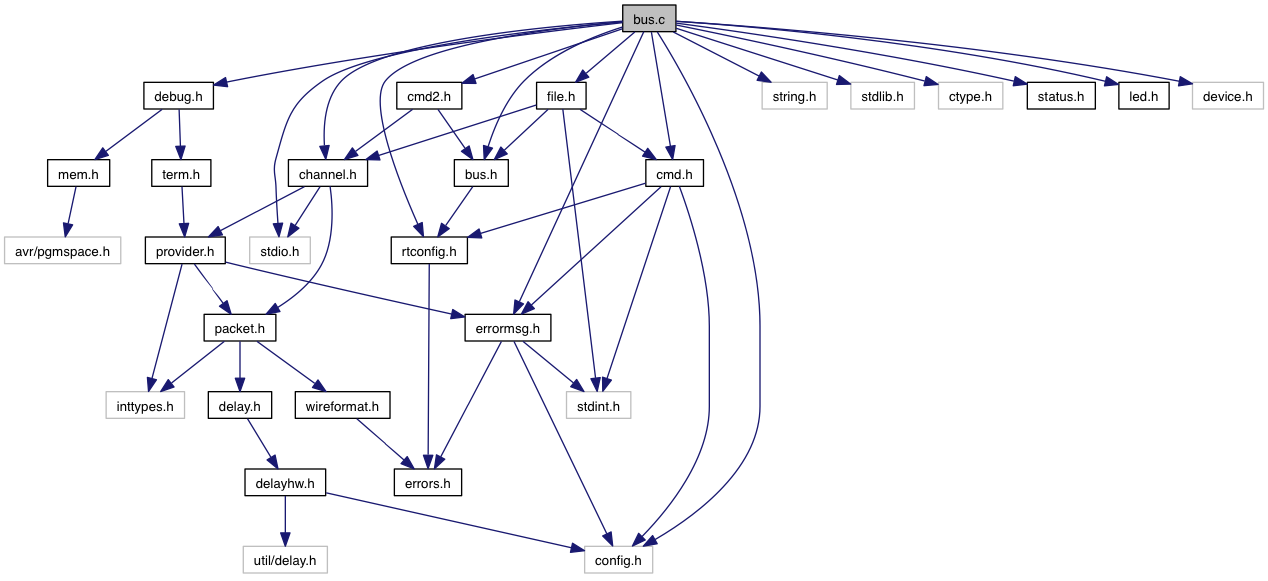 bus.c
debug.h
cmd2.h
file.h
string.h
stdlib.h
ctype.h
status.h
led.h
device.h
mem.h
term.h
channel.h
bus.h
cmd.h
avr/pgmspace.h
provider.h
stdio.h
rtconfig.h
packet.h
errormsg.h
inttypes.h
delay.h
wireformat.h
stdint.h
delayhw.h
errors.h
util/delay.h
config.h